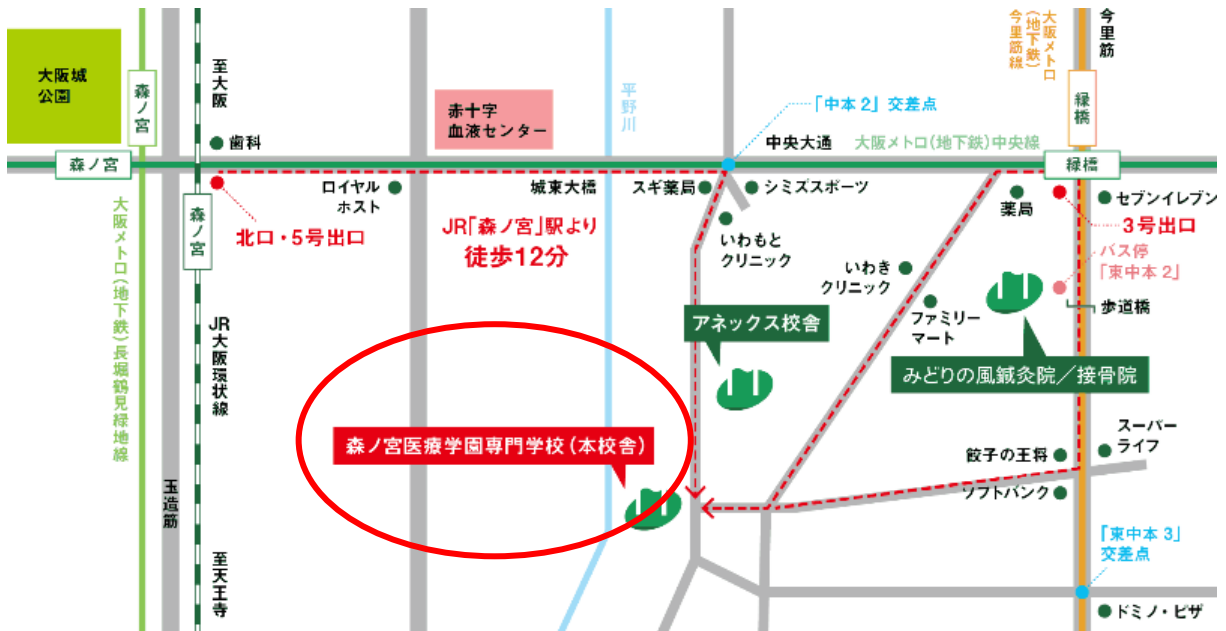 大阪城
公園
森ノ宮
森ノ宮
至大阪
歯科
赤十字
血液センター
平野川
「中本2」交差点
中央大通
大阪メトロ(地下鉄)中央線
大阪メトロ
(地下鉄)
今里筋線
今里筋
緑橋
緑橋
森ノ宮
北口・5号出口
ロイヤル
ホスト
城東大橋
スギ薬局
シミズスポーツ
薬局
セブンイレブン
3号出口
JR「森ノ宮」駅より
徒歩12分
いわもと
クリニック
いわき
クリニック
ファミリー
マート
バス停
「東中本2」
歩道橋
アネックス校舎
みどりの風鍼灸院/接骨院
大阪メトロ(地下鉄)長堀鶴見緑地線
JR大阪環状線
森ノ宮医療学園専門学校(本校舎)
餃子の王将
スーパー
ライフ
ソフトバンク
玉造筋
至天王寺
「東中本3」
交差点
ドミノ・ピザ